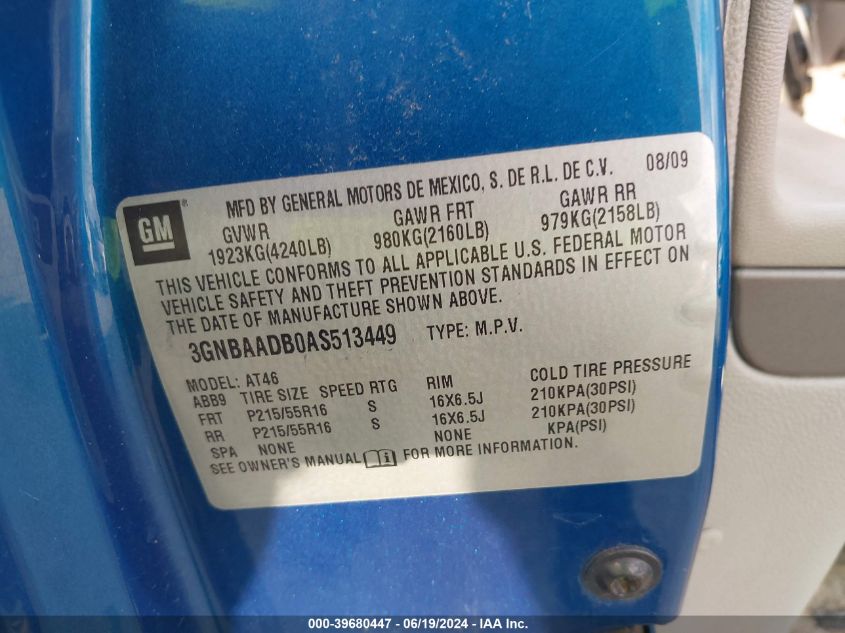 GM ®
MFD BY GENERAL MOTORS DE MEXICO, S. DE R.L. DE C.V. 08/09
GVWR GAWR FRT GAWR RR
1923KG(4240LB) 980KG(2160LB) 979KG(2158LB)
THIS VEHICLE CONFORMS TO ALL APPLICABLE U.S. FEDERAL MOTOR
VEHICLE SAFETY AND THEFT PREVENTION STANDARDS IN EFFECT ON
THE DATE OF MANUFACTURE SHOWN ABOVE.
3GNBAADB0AS513449 TYPE: M.P.V.
MODEL: AT46
ABB9 TIRE SIZE SPEED RTG RIM COLD TIRE PRESSURE
FRT P215/55R16 S 16X6.5J 210KPA(30PSI)
RR P215/55R16 S 16X6.5J 210KPA(30PSI)
SPA NONE NONE KPA(PSI)
SEE OWNER'S MANUAL i FOR MORE INFORMATION.
000-39680447 - 06/19/2024 - IAA Inc.